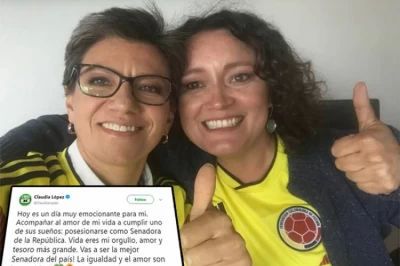 Claudia López
Follow
Hoy es un día muy emocionante para mi.
Acompañar al amor de mi vida a cumplir uno
de sus sueños; posesionarse como Senadora
de la República. Vida eres mi orgullo, amor y
tesoro más grande. Vas a ser la mejor
Senadora del país! La igualdad y el amor son